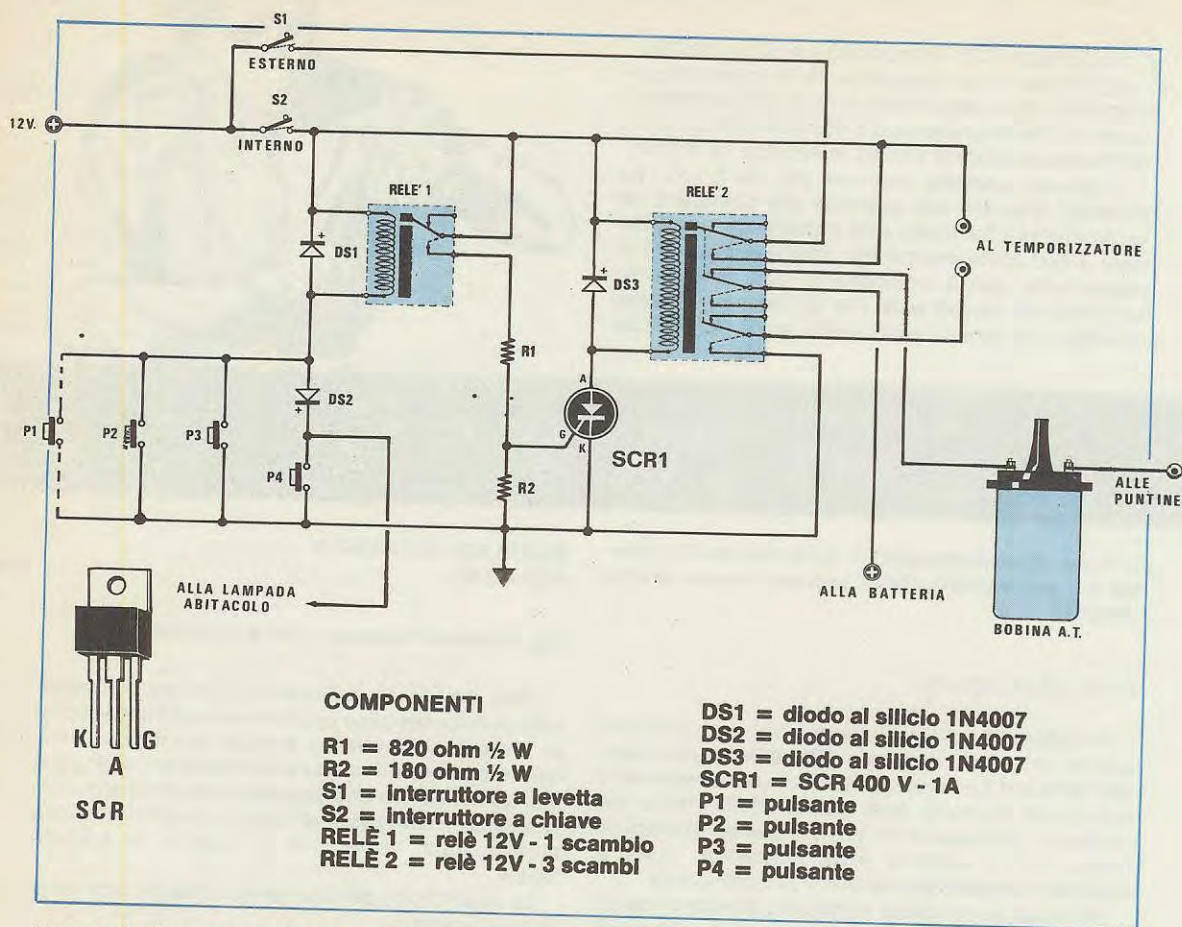 S1
ESTERNO
S2
12V.
INTERNO
RELE' 1
RELE' 2
AL TEMPORIZZATORE
DS1
DS3
R1
A
DS2
P1
P2
P3
G
K
SCR1
P4
R2
ALLE
PUNTINE
ALLA LAMPADA
ABITACOLO
ALLA BATTERIA
BOBINA A.T.
K
G
A
SCR
COMPONENTI
R1 = 820 ohm ½ W
R2 = 180 ohm ½ W
S1 = interruttore a levetta
S2 = interruttore a chiave
RELÈ 1 = relè 12V - 1 scambio
RELÈ 2 = relè 12V - 3 scambi
DS1 = diodo al silicio 1N4007
DS2 = diodo al silicio 1N4007
DS3 = diodo al silicio 1N4007
SCR1 = SCR 400 V - 1A
P1 = pulsante
P2 = pulsante
P3 = pulsante
P4 = pulsante